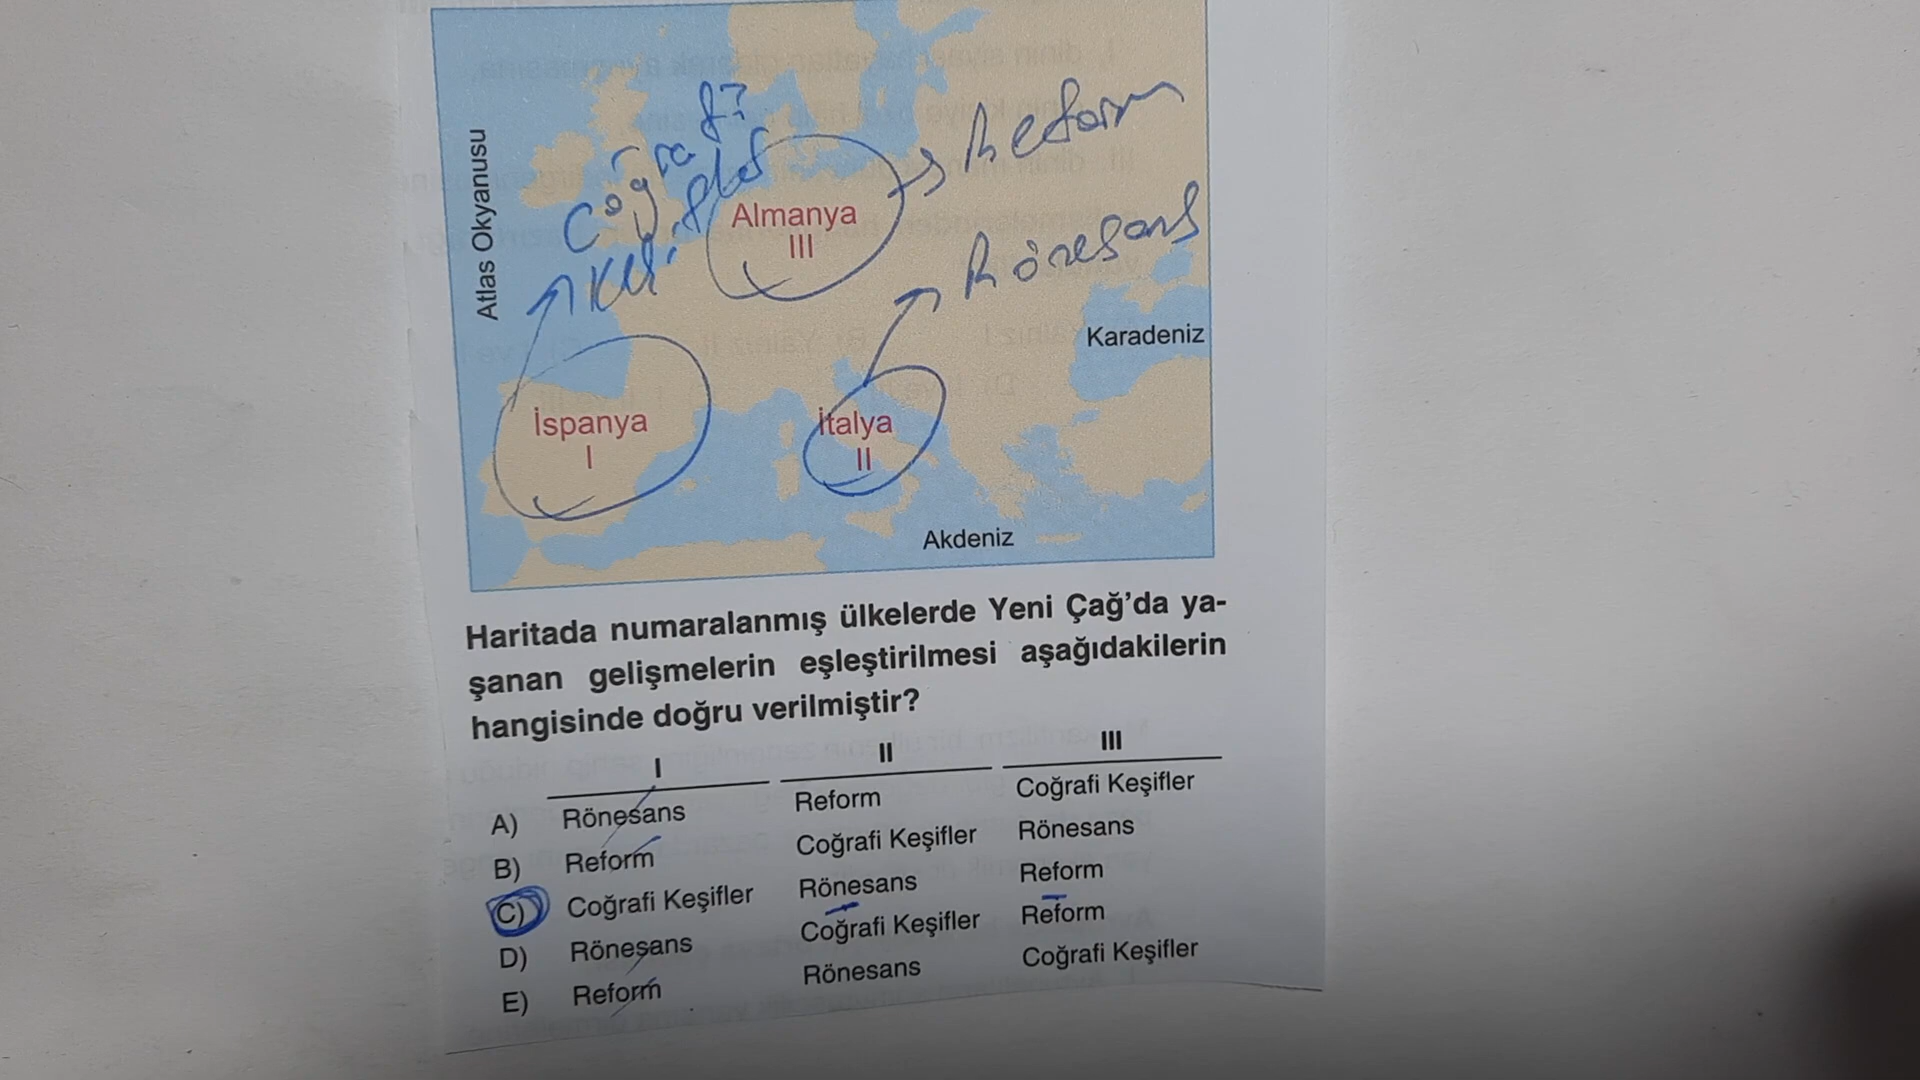 Atlas Okyanusu
Coğrafi
Keşifler
Almanya
III
Reform
Rönesans
Karadeniz
İspanya
I
İtalya
II
Akdeniz
Haritada numaralanmış ülkelerde Yeni Çağ'da ya-
şanan gelişmelerin eşleştirilmesi aşağıdakilerin
hangisinde doğru verilmiştir?
I II III
A) Rönesans Reform Coğrafi Keşifler
B) Reform Coğrafi Keşifler Rönesans
C) Coğrafi Keşifler Rönesans Reform
D) Rönesans Coğrafi Keşifler Reform
E) Reform Rönesans Coğrafi Keşifler